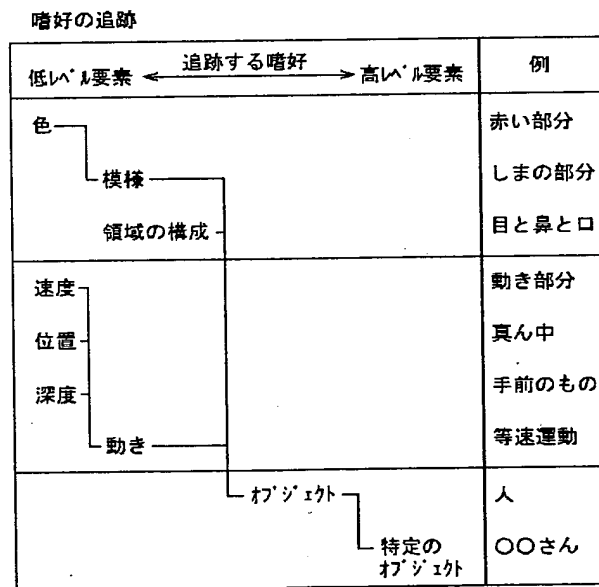 嗜好の追跡
追跡する嗜好
低レベル要素 高レベル要素 例
色 赤い部分
模様 しまの部分
領域の構成 目と鼻と口
速度 動き部分
位置 真ん中
深度 手前のもの
動き 等速運動
オブジェクト 人
特定の 〇〇さん
オブジェクト